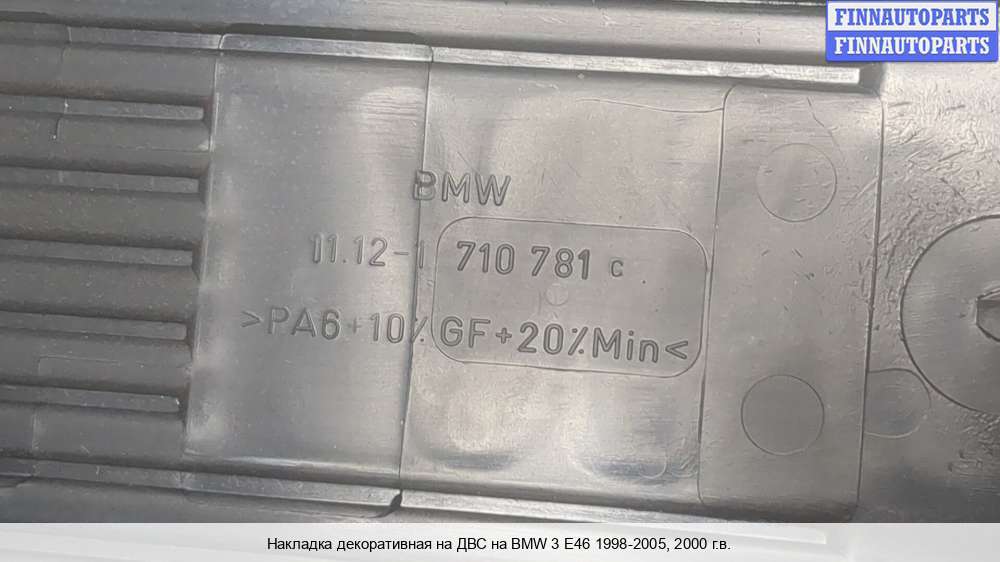 FINNAUTOPARTS
FINNAUTOPARTS
BMW
11.12-1 710 781 c
>PA6+10%GF+20%Min<
Накладка декоративная на ДВС на BMW 3 E46 1998-2005, 2000 г.в.